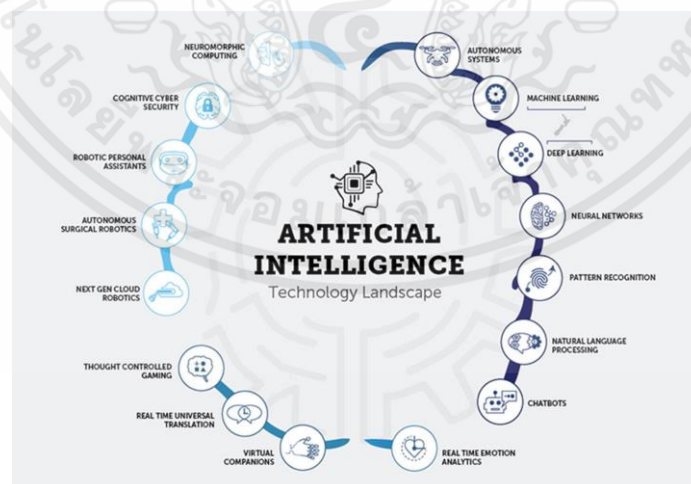 NEUROMORPHIC
COMPUTING
AUTONOMOUS
SYSTEMS
COGNITIVE CYBER
SECURITY
MACHINE LEARNING
ROBOTIC PERSONAL
ASSISTANTS
DEEP LEARNING
AUTONOMOUS
SURGICAL ROBOTICS
NEURAL NETWORKS
ARTIFICIAL
INTELLIGENCE
Technology Landscape
NEXT GEN CLOUD
ROBOTICS
PATTERN RECOGNITION
NATURAL LANGUAGE
PROCESSING
THOUGHT CONTROLLED
GAMING
CHATBOTS
REAL TIME UNIVERSAL
TRANSLATION
VIRTUAL
COMPANIONS
REAL TIME EMOTION
ANALYTICS